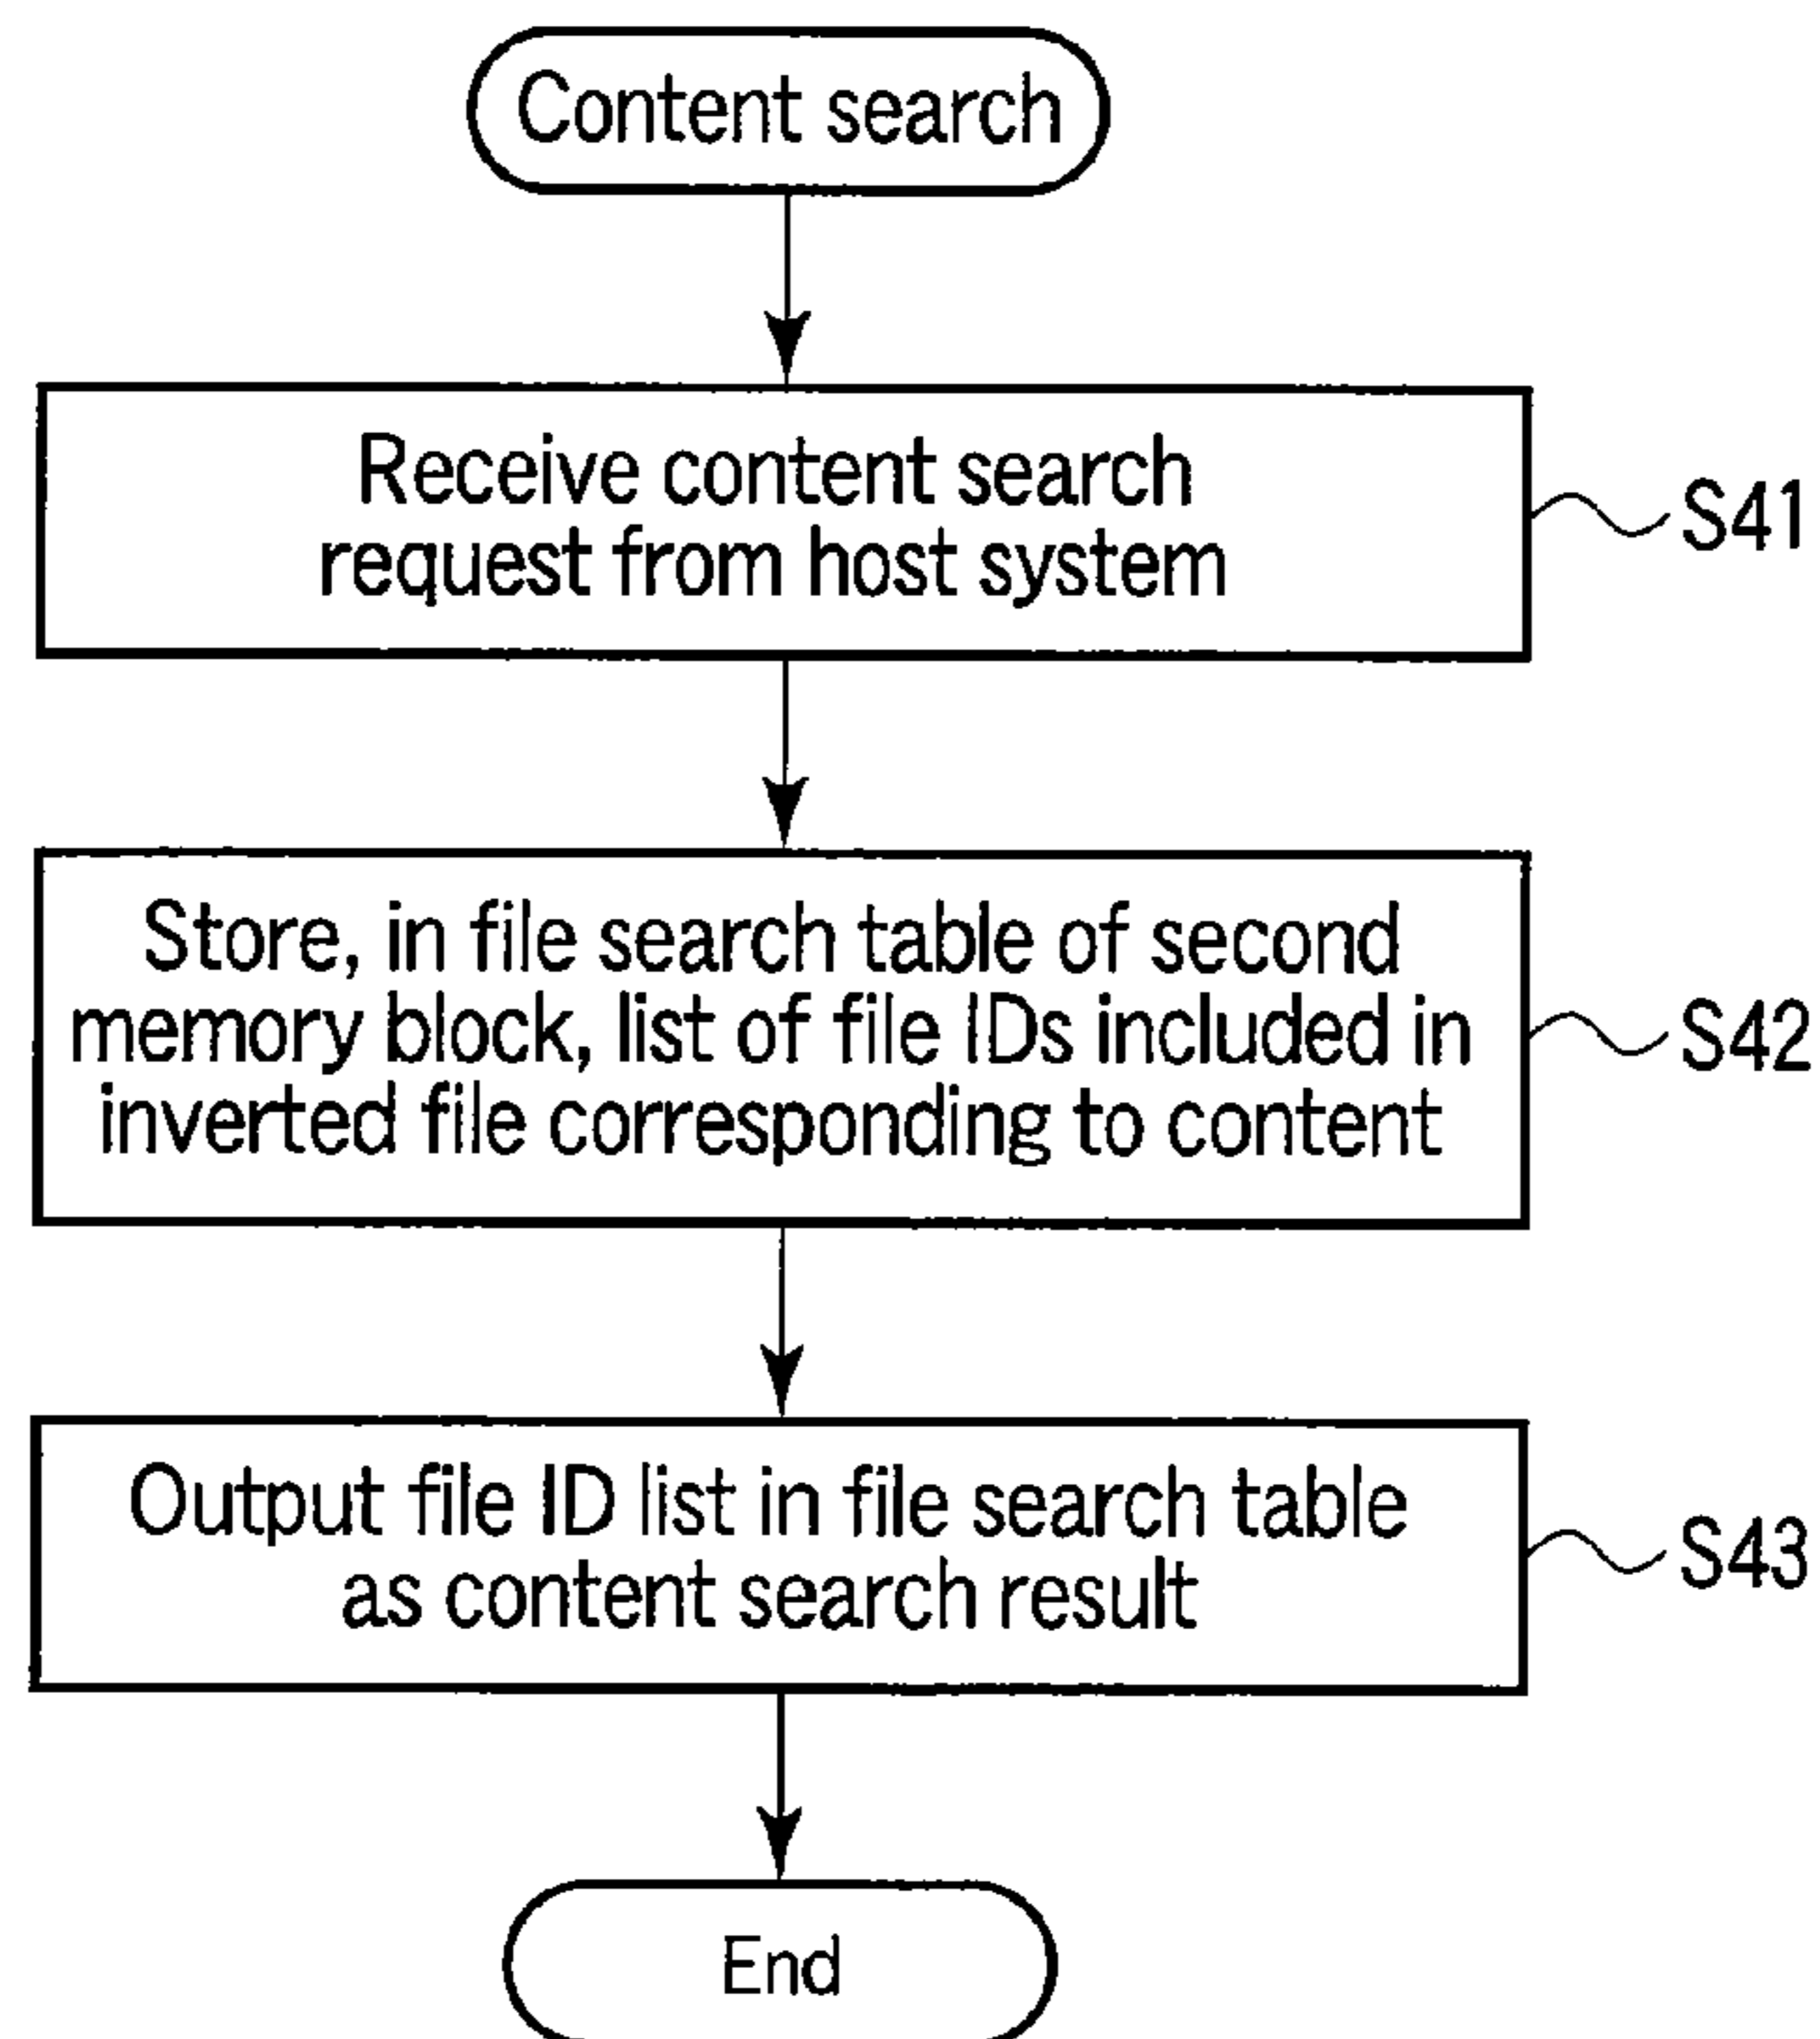 Content search
Receive content search
request from host system
S41
Store, in file search table of second
memory block, list of file IDs included in
inverted file corresponding to content
S42
Output file ID list in file search table
as content search result
S43
End